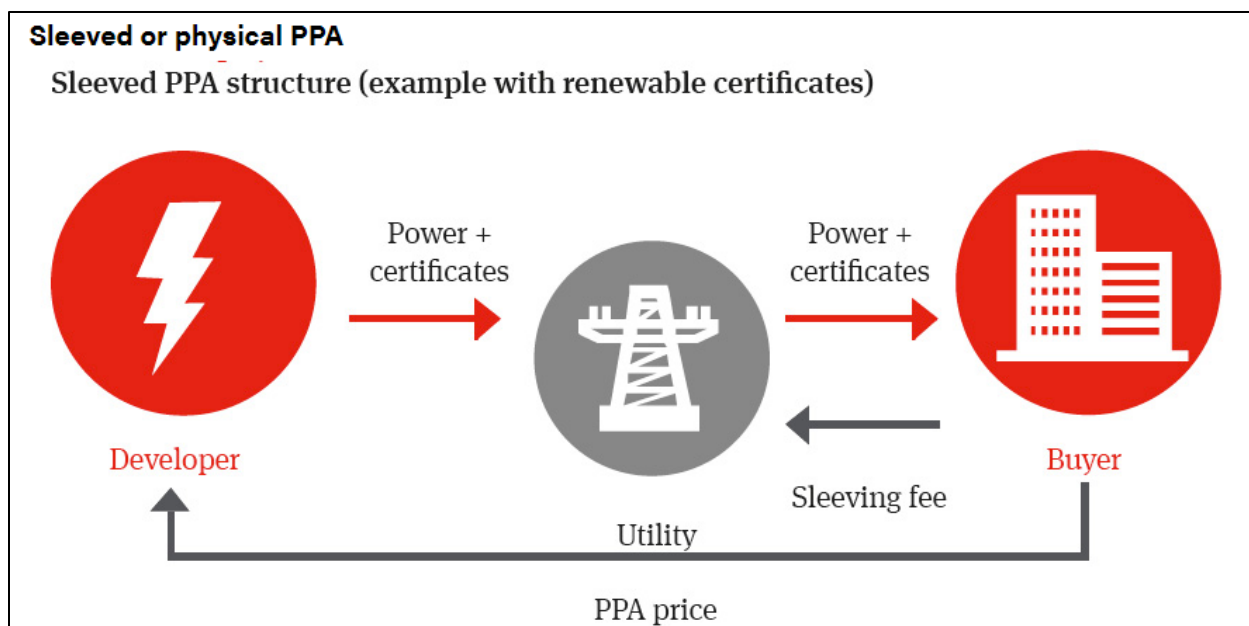 Sleeved or physical PPA
Sleeved PPA structure (example with renewable certificates)
Power +
certificates
Power +
certificates
Developer
Buyer
Sleeving fee
Utility
PPA price